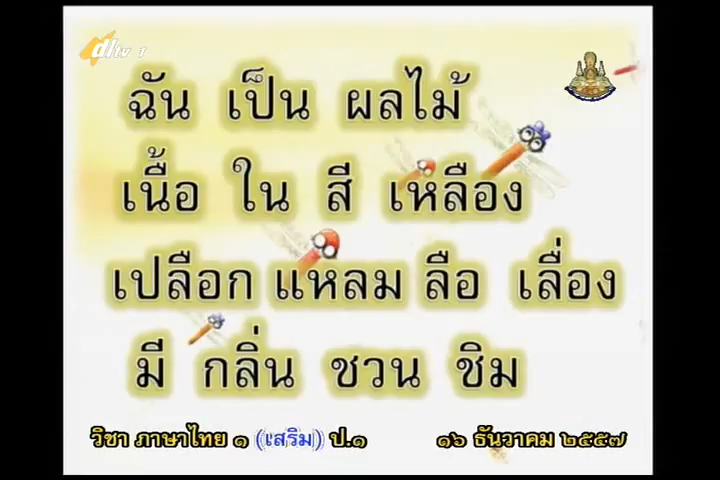 dltv 1
ฉัน เป็น ผลไม้
เนื้อ ใน สี เหลือง
เปลือก แหลม ลือ เลื่อง
มี กลิ่น ชวน ชิม
วิชา ภาษาไทย ๑ (เสริม) ป.๑ ๑๖ ธันวาคม ๒๕๕๗